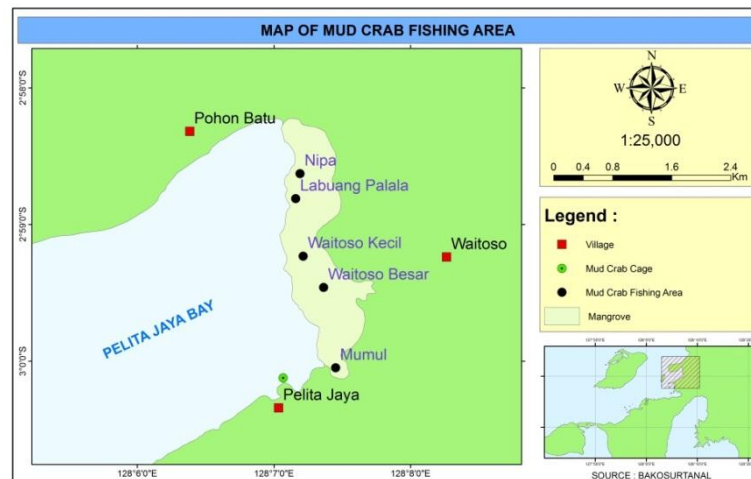 MAP OF MUD CRAB FISHING AREA
2°58'0"S
2°59'0"S
3°0'0"S
Pohon Batu
Nipa
Labuang Palala
Waitoso Kecil
Waitoso
Waitoso Besar
PELITA JAYA BAY
Mumul
Pelita Jaya
128°6'0"E
128°7'0"E
128°8'0"E
N
W E
S
1:25,000
0 0.4 0.8 1.6 2.4
Km
Legend :
Village
Mud Crab Cage
Mud Crab Fishing Area
Mangrove
SOURCE : BAKOSURTANAL